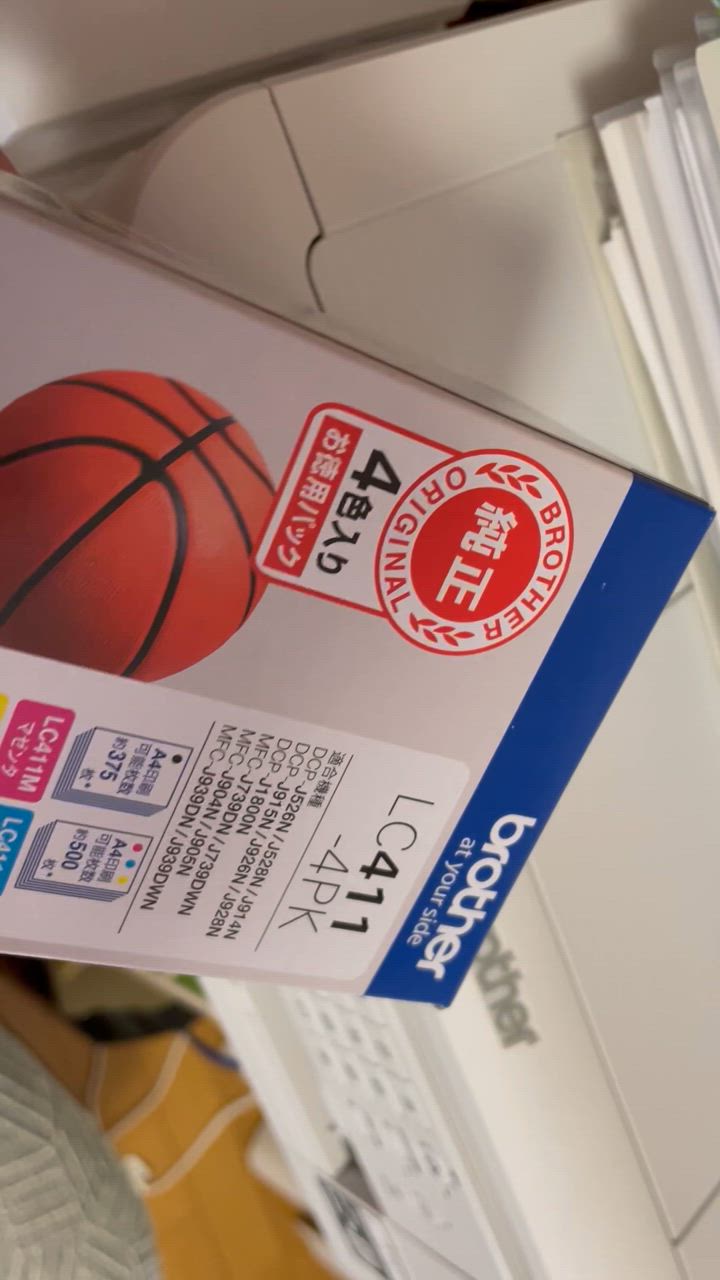 brother
at your side
BROTHER
純正
ORIGINAL
4色入り
お徳用パック
LC411
-4PK
適合機種
DCP-J526N/J528N/J914N
DCP-J915N/J926N/J928N
MFC-J1800N
MFC-J739DN/J739DWN
MFC-J904N/J905N
MFC-J939DN/J939DWN
A4印刷
可能枚数
約375
枚*
A4印刷
可能枚数
約500
枚*
LC411M
マゼンタ
brother